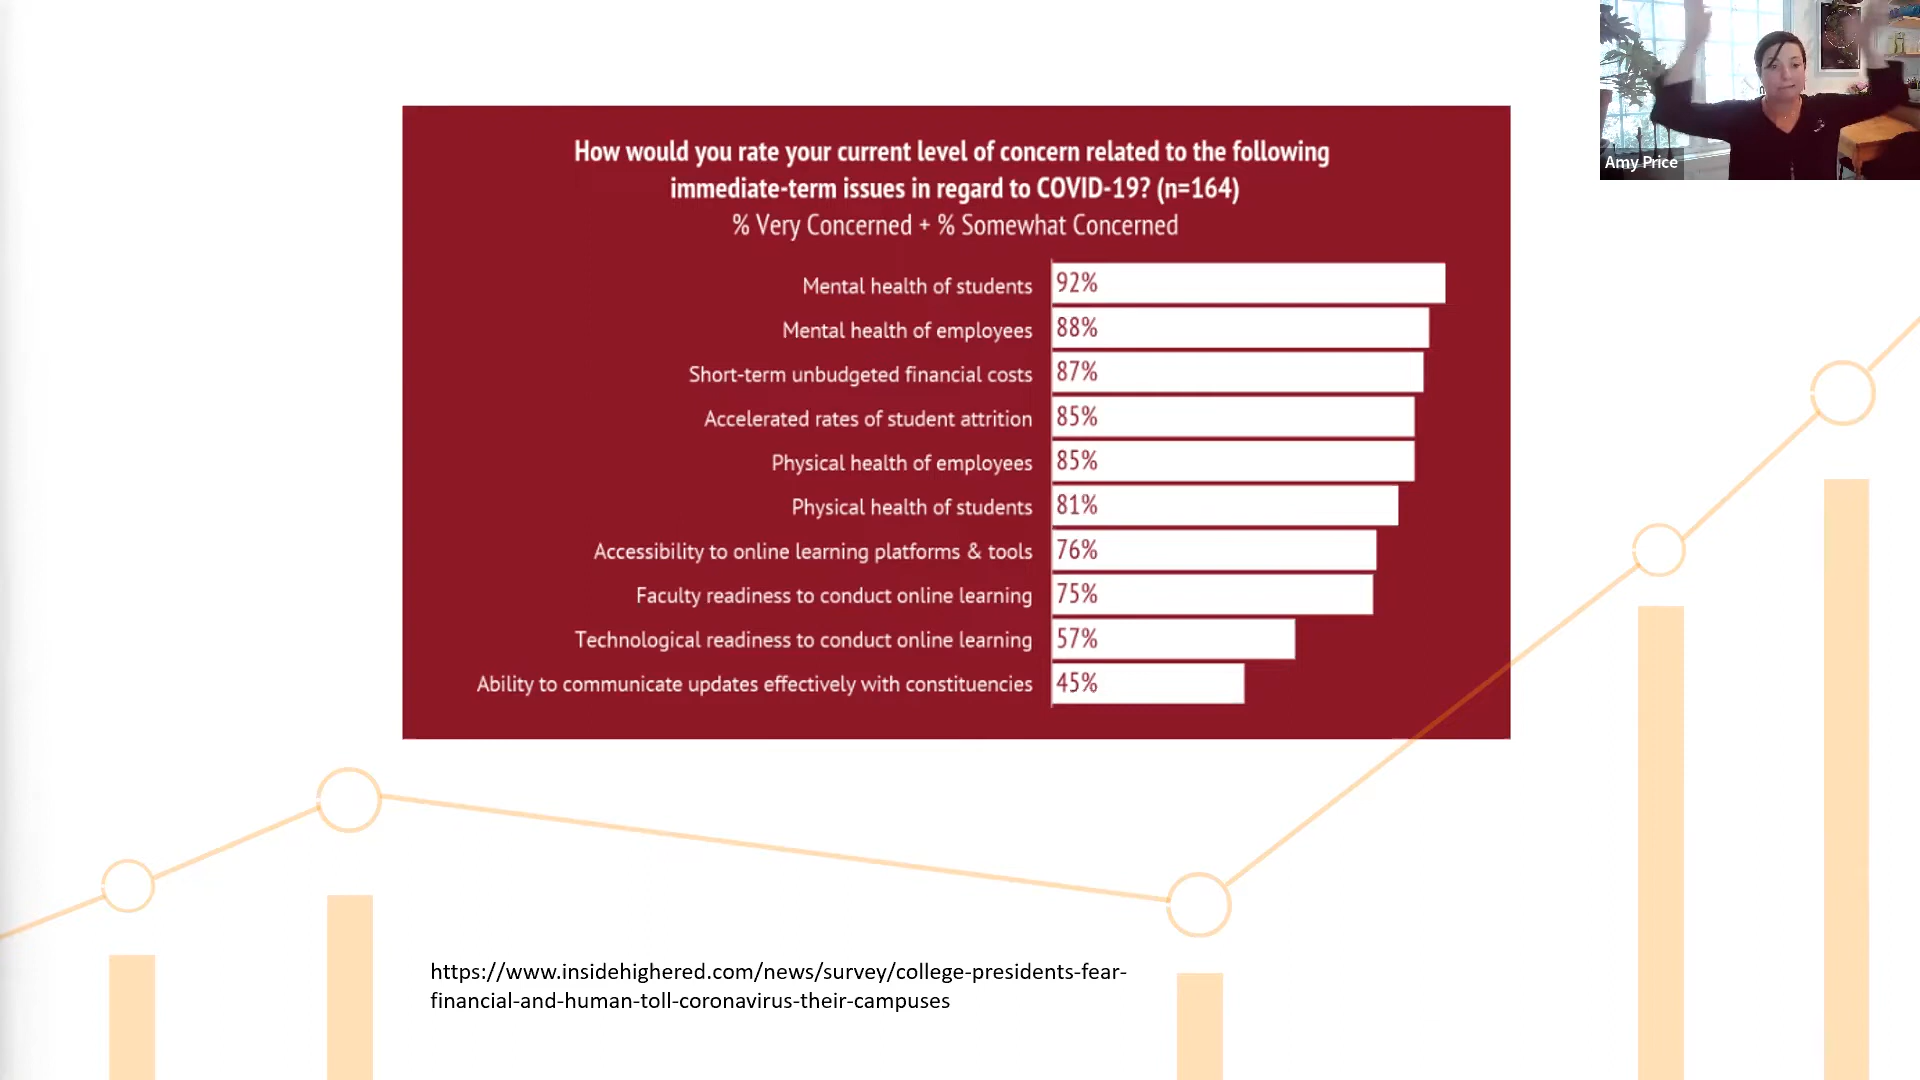 How would you rate your current level of concern related to the following
immediate-term issues in regard to COVID-19? (n=164)
% Very Concerned + % Somewhat Concerned
Mental health of students 92%
Mental health of employees 88%
Short-term unbudgeted financial costs 87%
Accelerated rates of student attrition 85%
Physical health of employees 85%
Physical health of students 81%
Accessibility to online learning platforms & tools 76%
Faculty readiness to conduct online learning 75%
Technological readiness to conduct online learning 57%
Ability to communicate updates effectively with constituencies 45%
https://www.insidehighered.com/news/survey/college-presidents-fear-
financial-and-human-toll-coronavirus-their-campuses
Amy Price